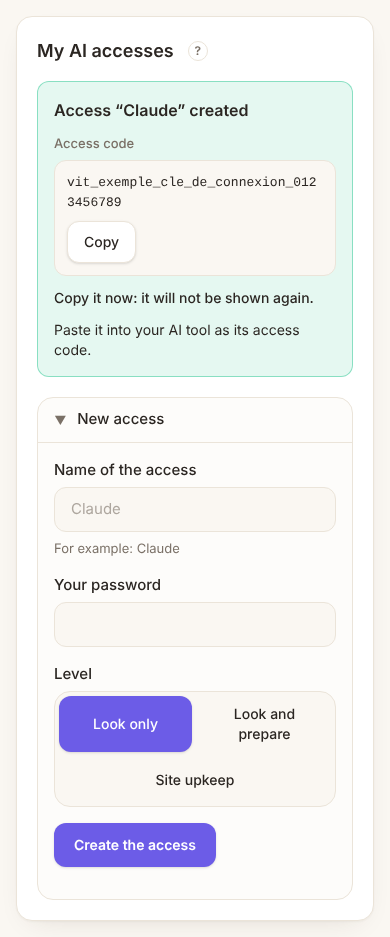 My AI accesses ?
Access “Claude” created
Access code
vit_exemple_cle_de_connexion_012
3456789
Copy
Copy it now: it will not be shown again.
Paste it into your AI tool as its access
code.
▼ New access
Name of the access
Claude
For example: Claude
Your password
Level
Look only
Look and
prepare
Site upkeep
Create the access